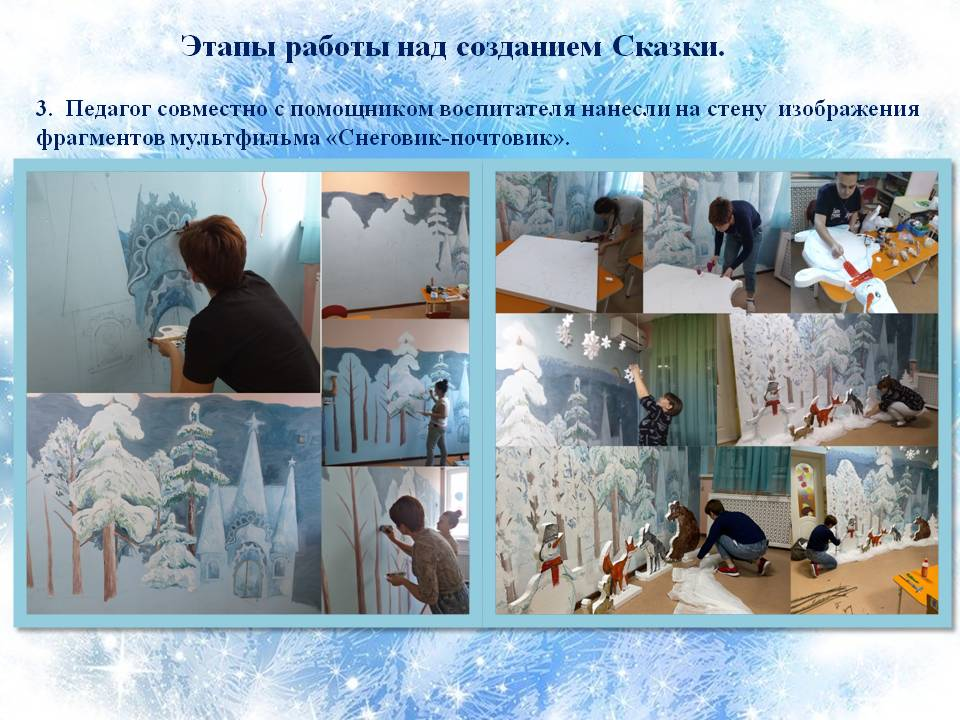 Этапы работы над созданием Сказки.
3.  Педагог совместно с помощником воспитателя нанесли на стену  изображения
фрагментов мультфильма «Снеговик-почтовик».